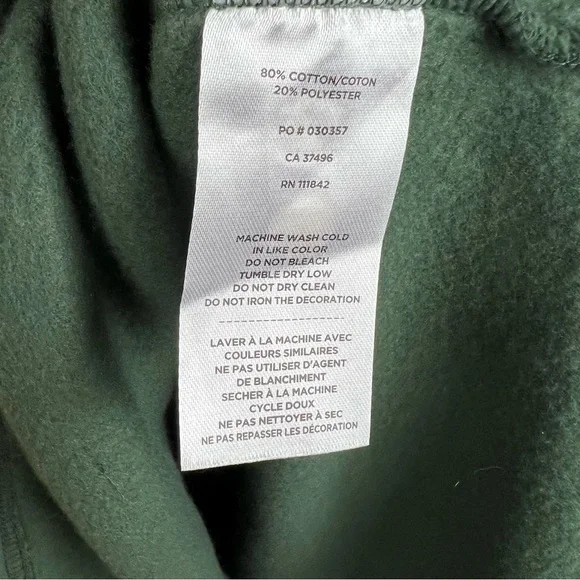 80% COTTON/COTON
20% POLYESTER
PO # 030357
CA 37496
RN 111842
MACHINE WASH COLD
IN LIKE COLOR
DO NOT BLEACH
TUMBLE DRY LOW
DO NOT DRY CLEAN
DO NOT IRON THE DECORATION
LAVER À LA MACHINE AVEC
COULEURS SIMILAIRES
NE PAS UTILISER D'AGENT
DE BLANCHIMENT
SECHER À LA MACHINE
CYCLE DOUX
NE PAS NETTOYER À SEC
NE PAS REPASSER LES DÉCORATION